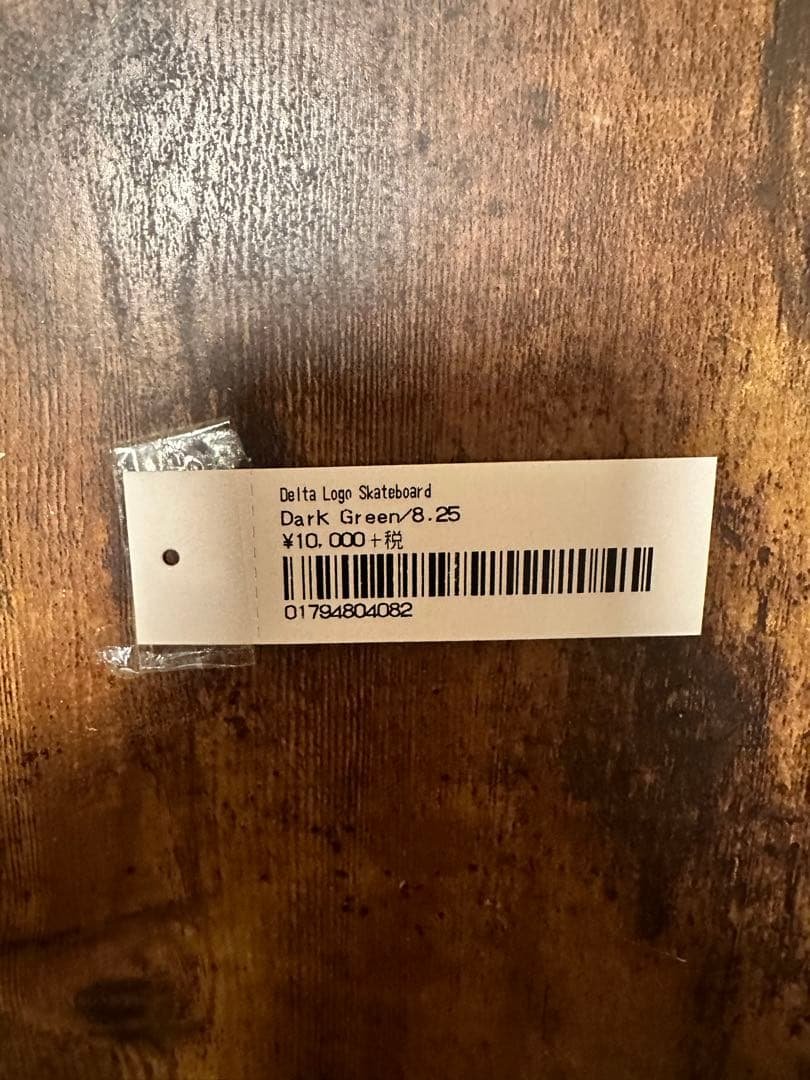 Delta Logo Skateboard
Dark Green/8.25
¥10,000+税
01794804082